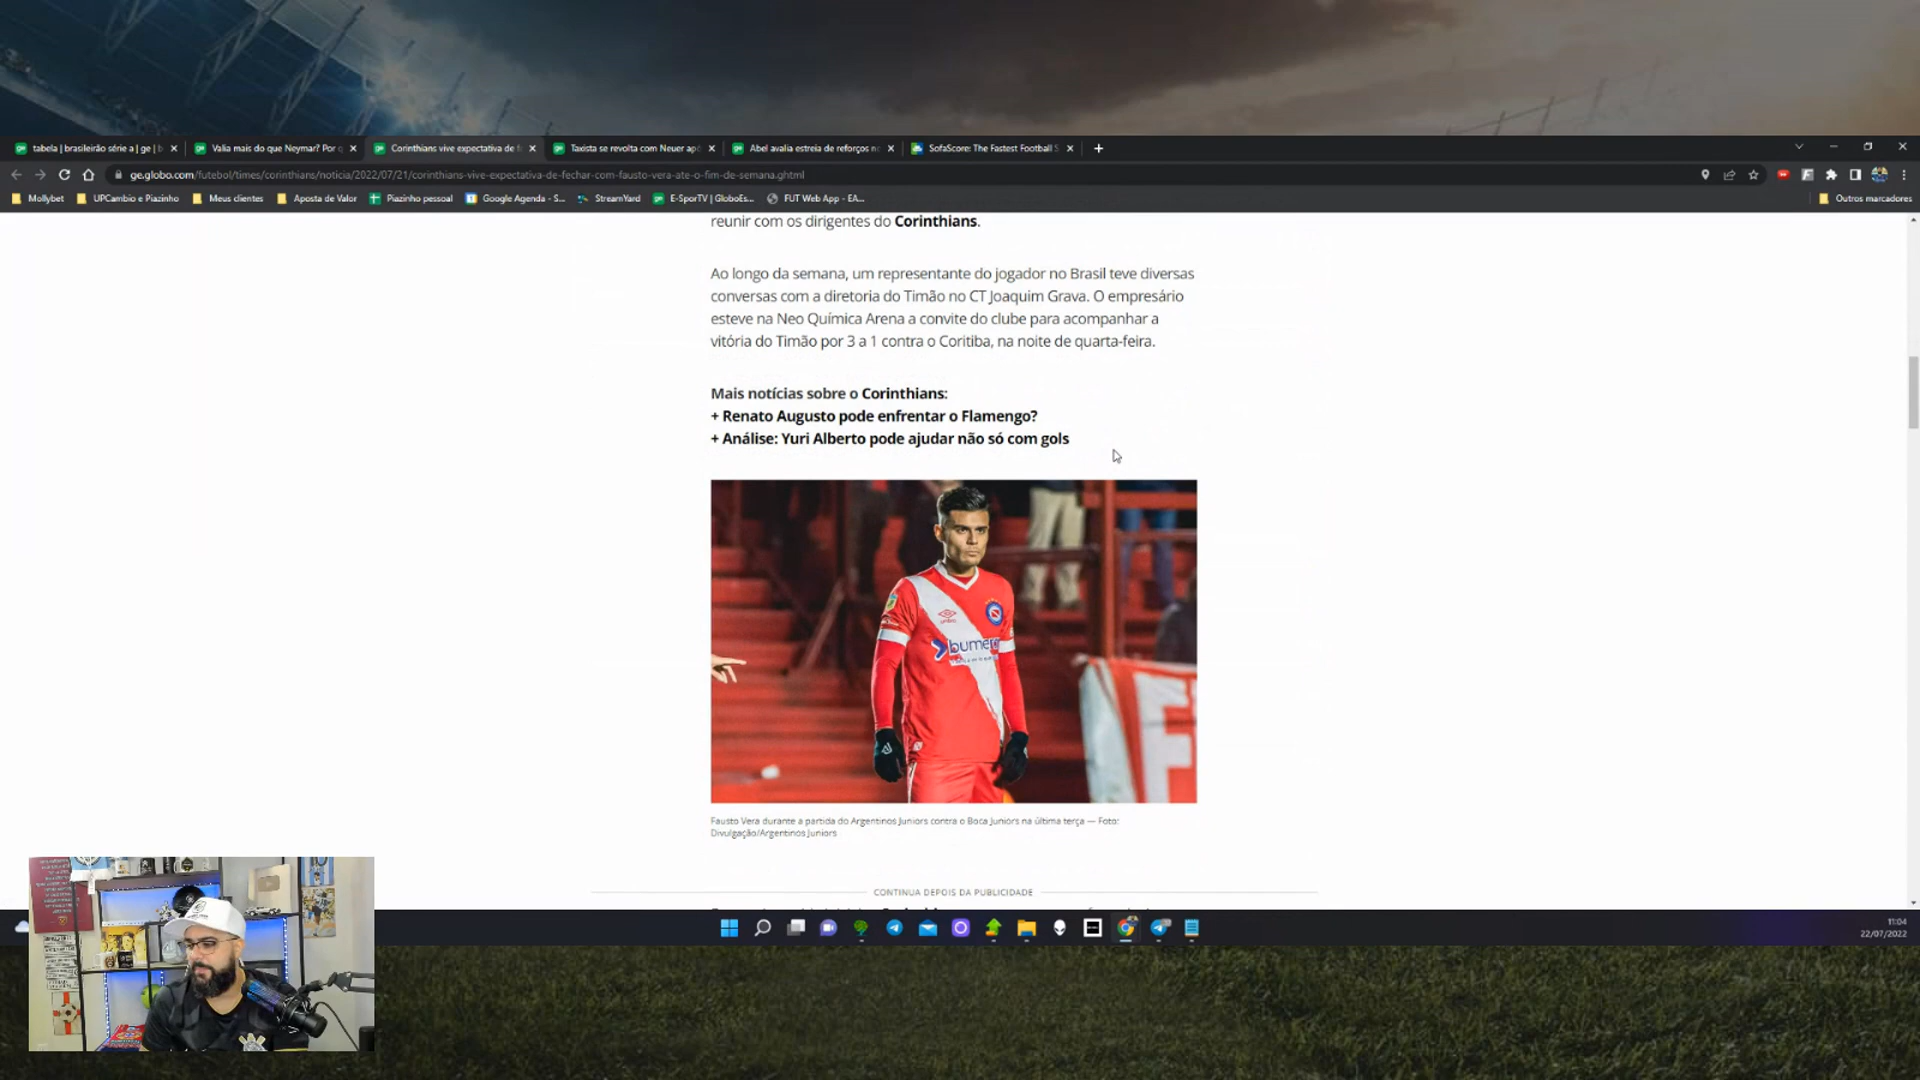 tabela | brasileirão série a | ge | b
Valia mais do que Neymar? Por q
Corinthians vive expectativa de f
Taxista se revolta com Neuer ap
Abel avalia estreia de reforços n
SofaScore: The Fastest Football S
ge.globo.com/futebol/times/corinthians/noticia/2022/07/21/corinthians-vive-expectativa-de-fechar-com-fausto-vera-ate-o-fim-de-semana.ghtml
Mollybet
UPCambio e Piazinho
Meus clientes
Aposta de Valor
Piazinho pessoal
Google Agenda - S...
StreamYard
E-SporTV | GloboEs...
FUT Web App - EA...
Outros marcadores
reunir com os dirigentes do Corinthians.
Ao longo da semana, um representante do jogador no Brasil teve diversas
conversas com a diretoria do Timão no CT Joaquim Grava. O empresário
esteve na Neo Química Arena a convite do clube para acompanhar a
vitória do Timão por 3 a 1 contra o Coritiba, na noite de quarta-feira.
Mais notícias sobre o Corinthians:
+ Renato Augusto pode enfrentar o Flamengo?
+ Análise: Yuri Alberto pode ajudar não só com gols
umbro
bumeran
Fausto Vera durante a partida do Argentinos Juniors contra o Boca Juniors na última terça — Foto:
Divulgação/Argentinos Juniors
CONTINUA DEPOIS DA PUBLICIDADE
11:04
22/07/2022